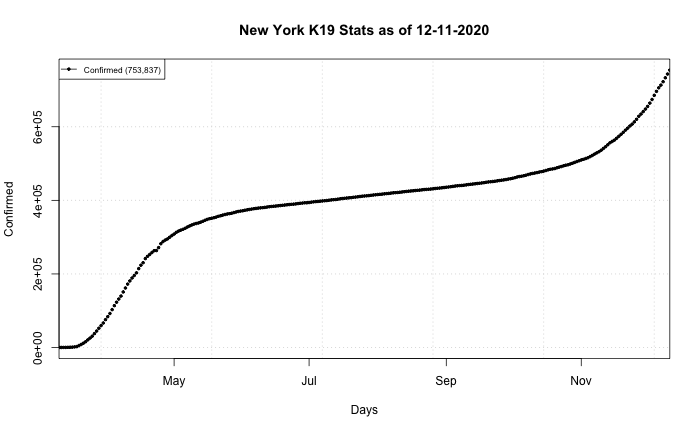 New York K19 Stats as of 12-11-2020
Confirmed (753,837)
Confirmed
6e+05
4e+05
2e+05
0e+00
May Jul Sep Nov
Days